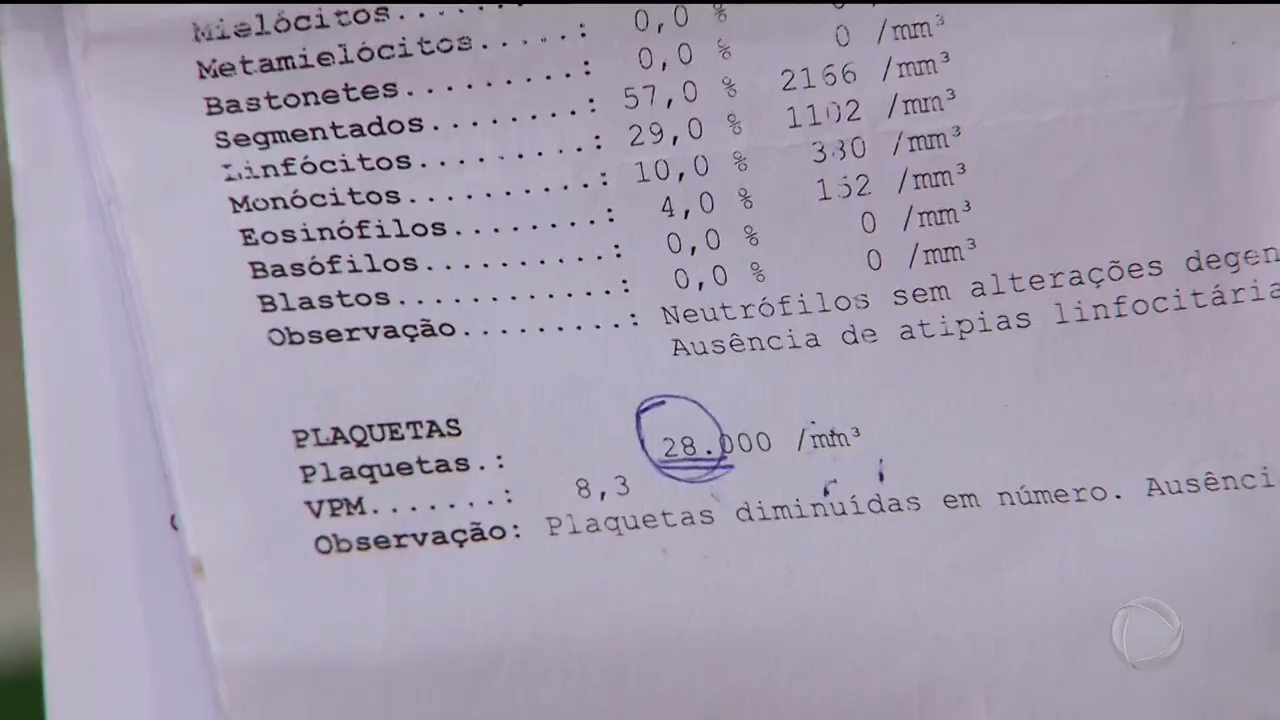 Mielócitos.......
Metamielócitos......: 0,0 %
Bastonetes.........: 0,0 % 0 /mm³
Segmentados........: 57,0 % 2166 /mm³
Linfócitos.........: 29,0 % 1102 /mm³
Monócitos..........: 10,0 % 380 /mm³
Eosinófilos........: 4,0 % 152 /mm³
Basófilos..........: 0,0 % 0 /mm³
Blastos............: 0,0 % 0 /mm³
Observação.........: Neutrófilos sem alterações degen
Ausência de atipias linfocitária
PLAQUETAS
Plaquetas.: 28.000 /mm³
VPM.......: 8,3
Observação: Plaquetas diminuídas em número. Ausênci